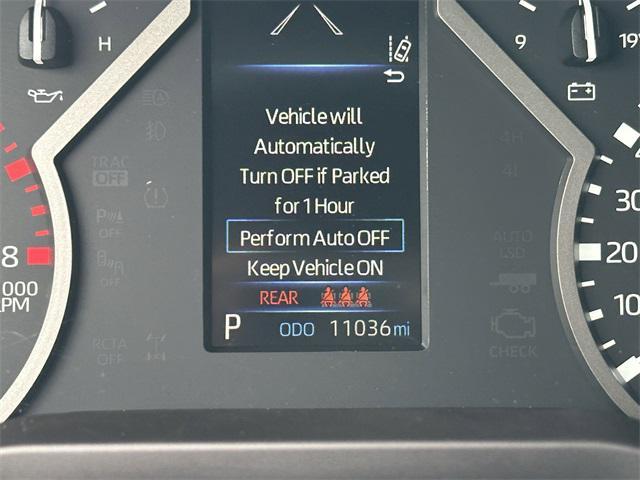 H
9
19
Vehicle will
Automatically
Turn OFF if Parked
for 1 Hour
Perform Auto OFF
Keep Vehicle ON
REAR
P ODO 11036 mi
TRAC
OFF
P
OFF
OFF
RCTA
OFF
8
000
PM
4H
4L
AUTO
LSD
CHECK
30
20
10